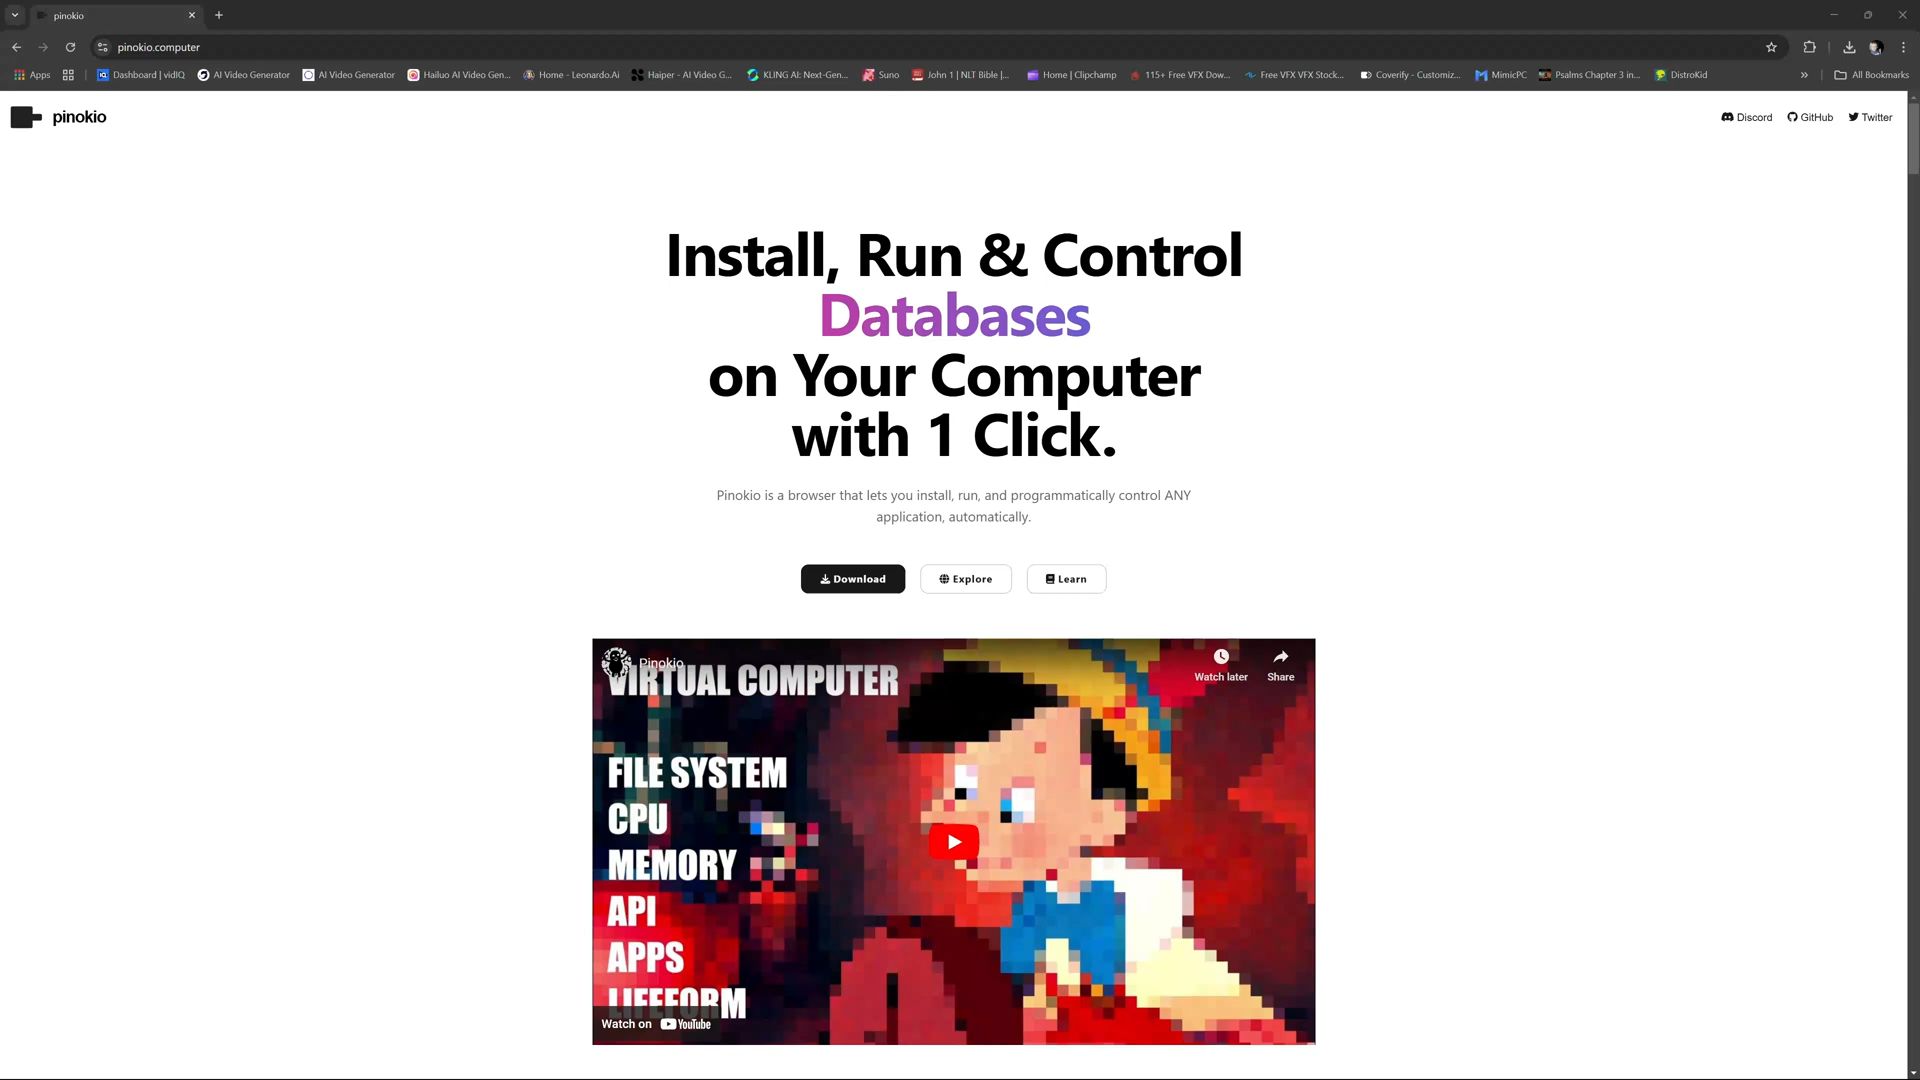 pinokio
pinokio.computer
Apps
Dashboard | vidIQ
AI Video Generator
AI Video Generator
Hailuo AI Video Gen...
Home - Leonardo.Ai
Haiper - AI Video G...
KLING AI: Next-Gen...
Suno
John 1 | NLT Bible |...
Home | Clipchamp
115+ Free VFX Dow...
Free VFX VFX Stock...
Coverify - Customiz...
MimicPC
Psalms Chapter 3 in...
DistroKid
All Bookmarks
pinokio
Discord
GitHub
Twitter
Install, Run & Control
Databases
on Your Computer
with 1 Click.
Pinokio is a browser that lets you install, run, and programmatically control ANY
application, automatically.
Download
Explore
Learn
Pinokio
Watch later
Share
VIRTUAL COMPUTER
FILE SYSTEM
CPU
MEMORY
API
APPS
LIFEFORM
Watch on YouTube